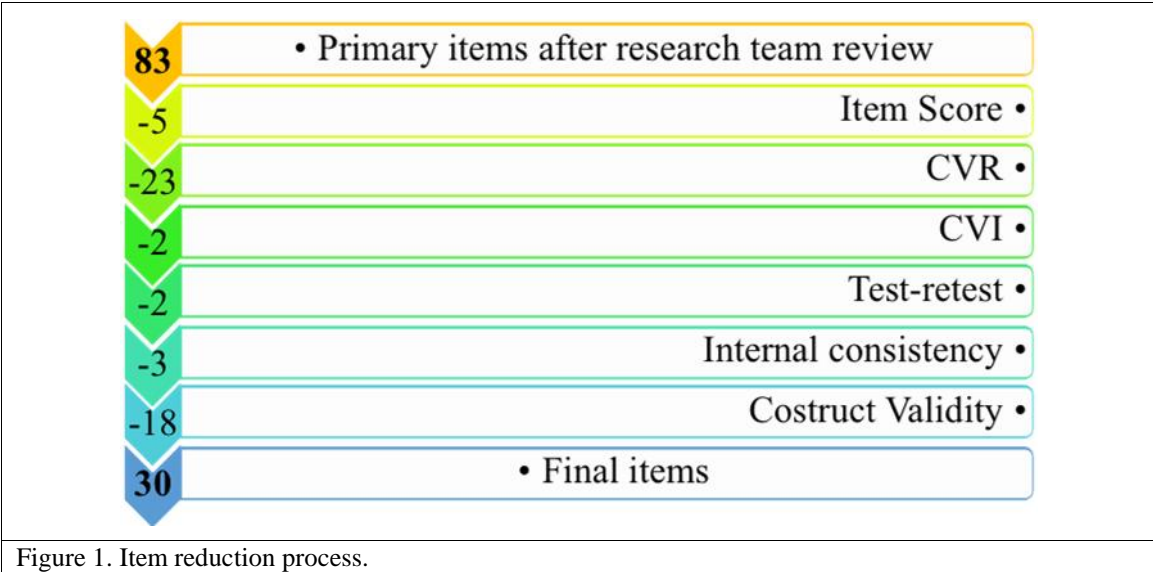 83 • Primary items after research team review
-5 Item Score •
-23 CVR •
-2 CVI •
-2 Test-retest •
-3 Internal consistency •
-18 Costruct Validity •
30 • Final items
Figure 1. Item reduction process.